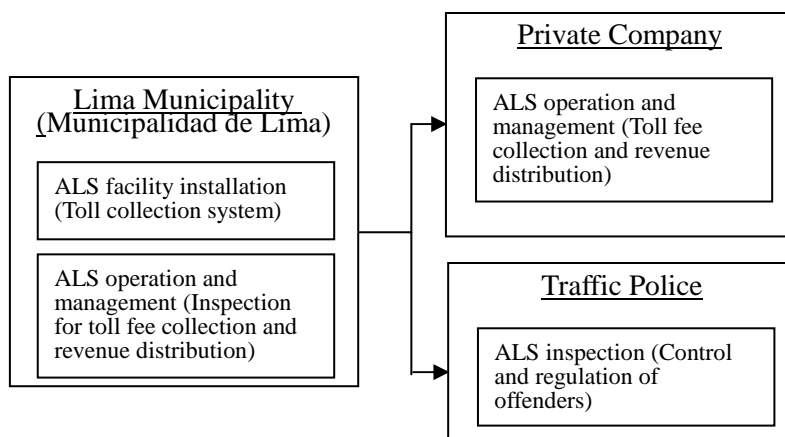 Lima Municipality
(Municipalidad de Lima)
ALS facility installation
(Toll collection system)
ALS operation and
management (Inspection
for toll fee collection and
revenue distribution)
Private Company
ALS operation and
management (Toll fee
collection and revenue
distribution)
Traffic Police
ALS inspection (Control
and regulation of
offenders)